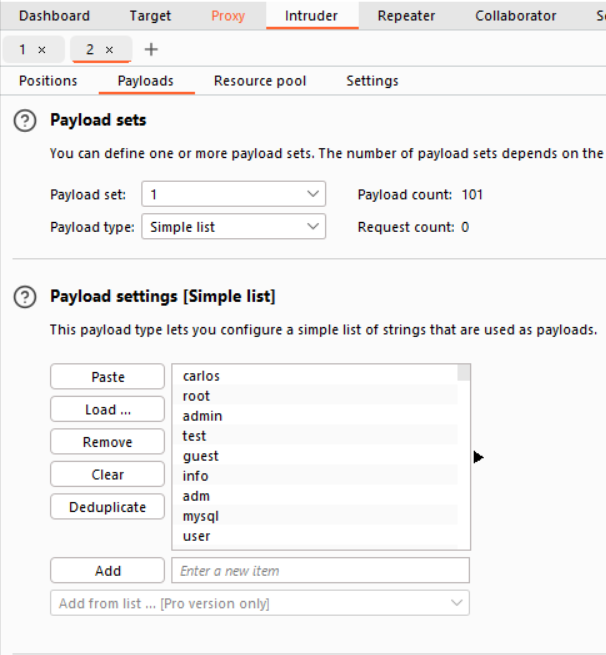 Dashboard Target Proxy Intruder Repeater Collaborator
1 × 2 × +
Positions Payloads Resource pool Settings
? Payload sets
You can define one or more payload sets. The number of payload sets depends on the
Payload set: 1 Payload count: 101
Payload type: Simple list Request count: 0
? Payload settings [Simple list]
This payload type lets you configure a simple list of strings that are used as payloads.
Paste
Load ...
Remove
Clear
Deduplicate
carlos
root
admin
test
guest
info
adm
mysql
user
Add Enter a new item
Add from list ... [Pro version only]